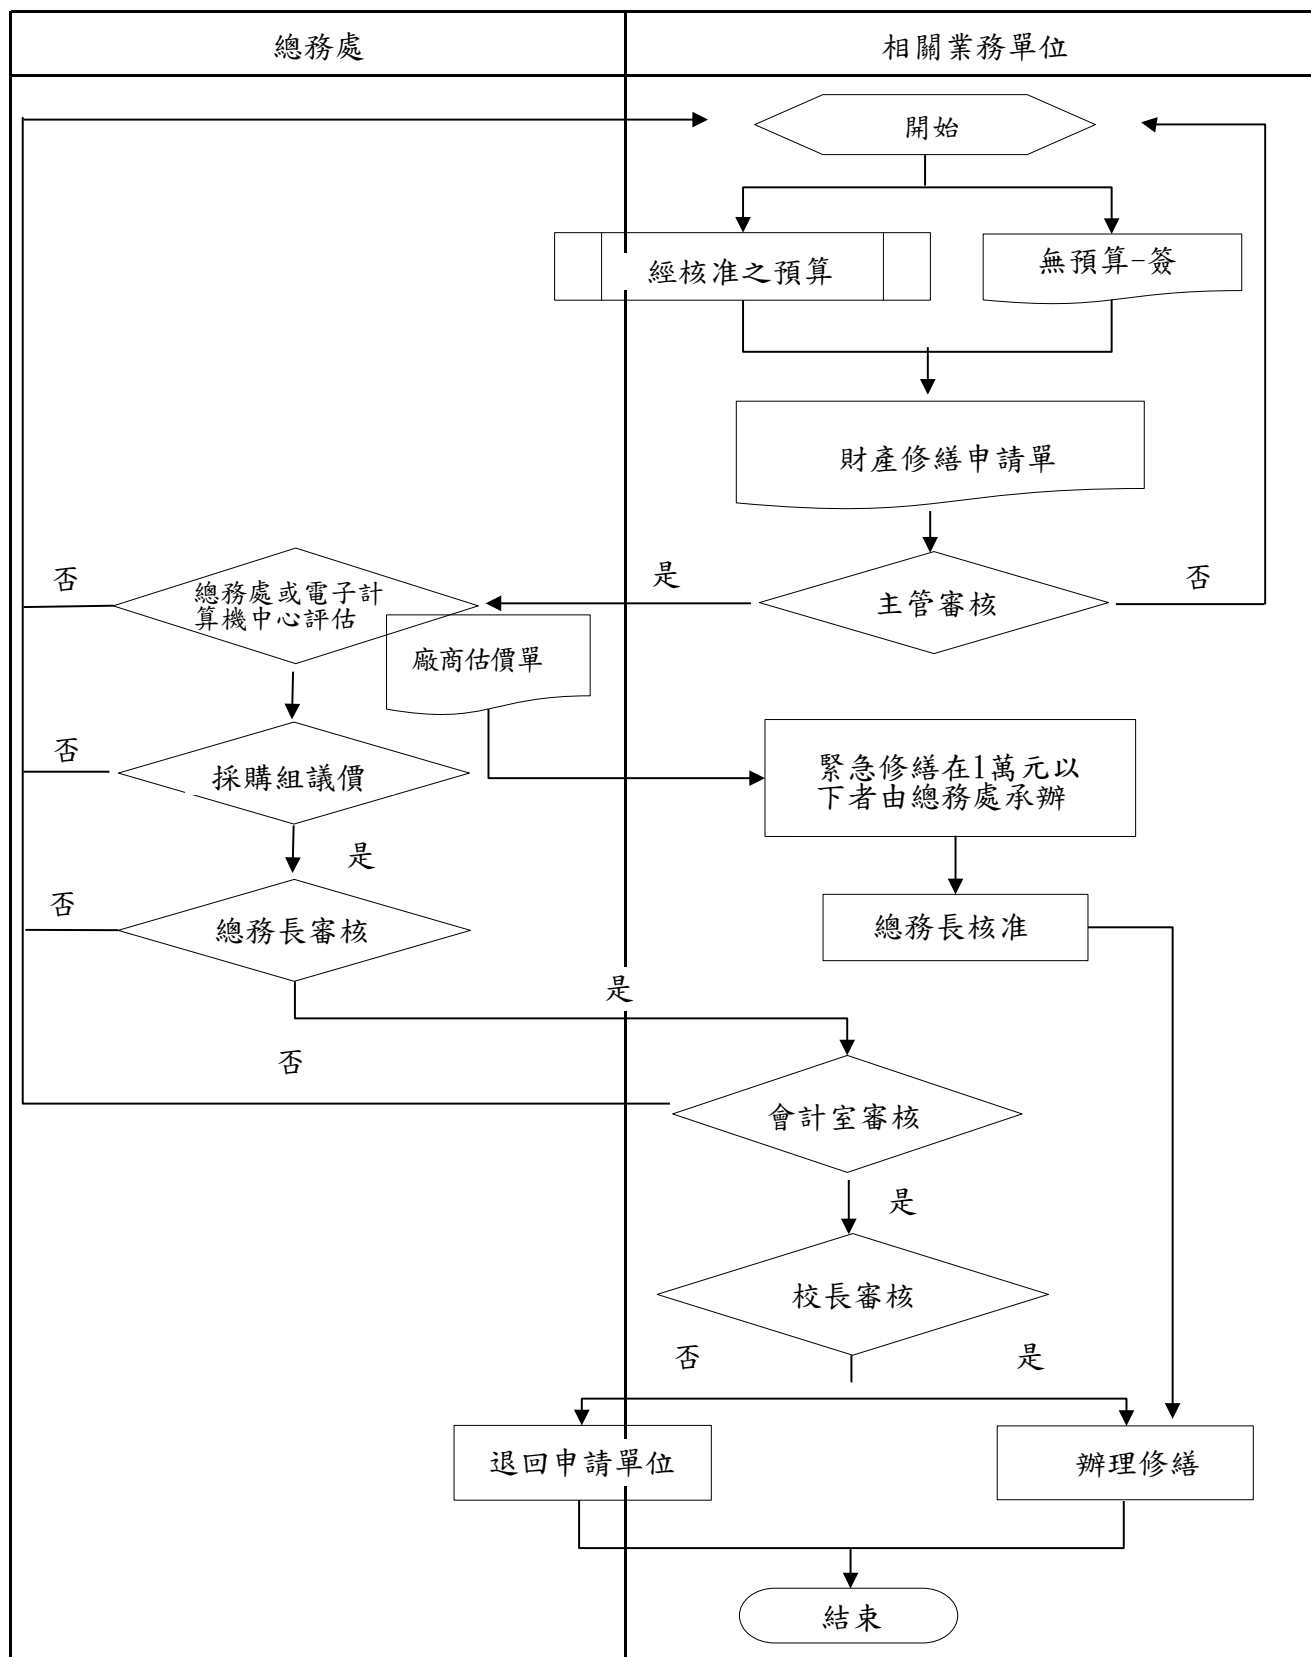 總務處
相關業務單位
開始
經核准之預算
無預算-簽
財產修繕申請單
是
否
主管審核
否
總務處或電子計
算機中心評估
廠商估價單
否
採購組議價
緊急修繕在1萬元以
下者由總務處承辦
是
否
總務長審核
總務長核准
是
否
會計室審核
是
校長審核
否
是
退回申請單位
辦理修繕
結束